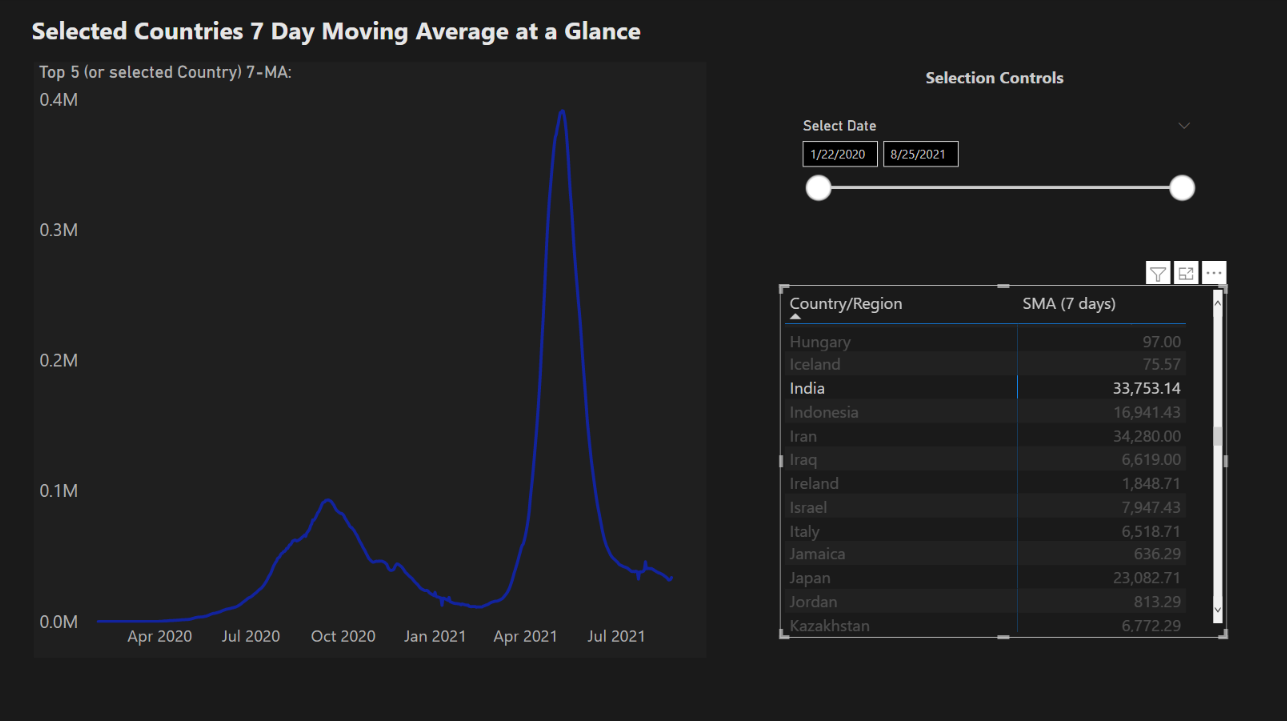 Selected Countries 7 Day Moving Average at a Glance
Top 5 (or selected Country) 7-MA:
0.4M
0.3M
0.2M
0.1M
0.0M
Apr 2020 Jul 2020 Oct 2020 Jan 2021 Apr 2021 Jul 2021
Selection Controls
Select Date
1/22/2020 8/25/2021
Country/Region SMA (7 days)
Hungary 97.00
Iceland 75.57
India 33,753.14
Indonesia 16,941.43
Iran 34,280.00
Iraq 6,619.00
Ireland 1,848.71
Israel 7,947.43
Italy 6,518.71
Jamaica 636.29
Japan 23,082.71
Jordan 813.29
Kazakhstan 6,772.29